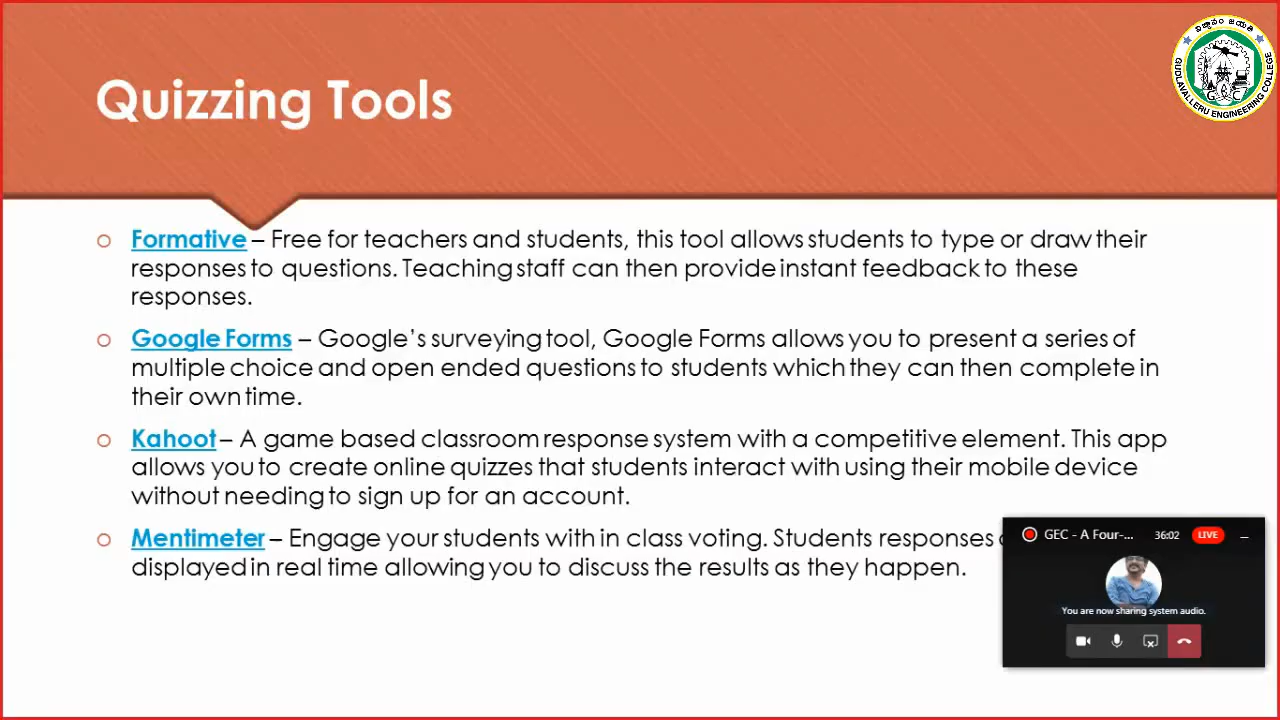 Quizzing Tools
విజ్ఞానం జయతి
GUDLAVALLERU ENGINEERING COLLEGE
G C
Formative – Free for teachers and students, this tool allows students to type or draw their
responses to questions. Teaching staff can then provide instant feedback to these
responses.
Google Forms – Google's surveying tool, Google Forms allows you to present a series of
multiple choice and open ended questions to students which they can then complete in
their own time.
Kahoot – A game based classroom response system with a competitive element. This app
allows you to create online quizzes that students interact with using their mobile device
without needing to sign up for an account.
Mentimeter – Engage your students with in class voting. Students responses
displayed in real time allowing you to discuss the results as they happen.
GEC - A Four-... 36:02 LIVE
You are now sharing system audio.